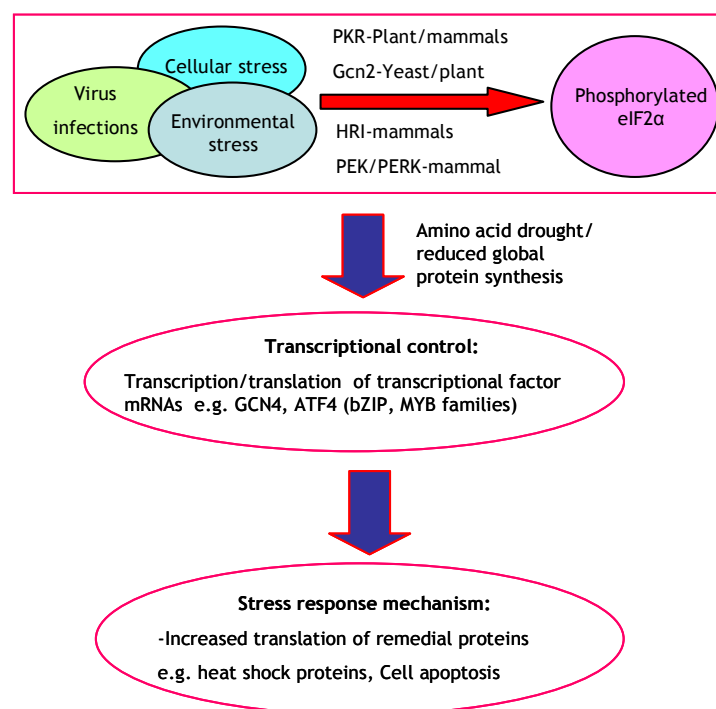 Cellular stress
Virus
infections
Environmental
stress
PKR-Plant/mammals
Gcn2-Yeast/plant
HRI-mammals
PEK/PERK-mammal
Phosphorylated
eIF2α
Amino acid drought/
reduced global
protein synthesis
Transcriptional control:
Transcription/translation of transcriptional factor
mRNAs e.g. GCN4, ATF4 (bZIP, MYB families)
Stress response mechanism:
-Increased translation of remedial proteins
e.g. heat shock proteins, Cell apoptosis